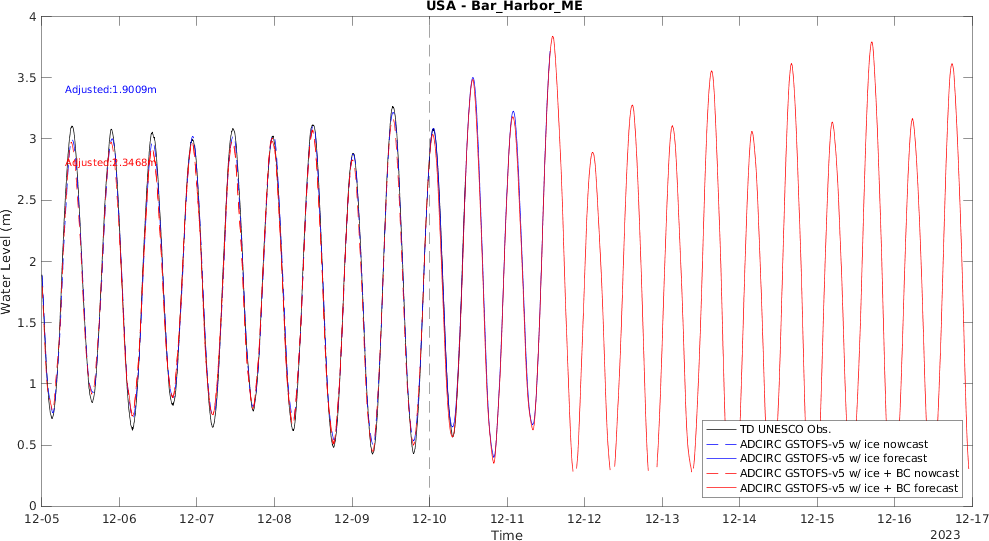 USA - Bar_Harbor_ME
4
3.5
3
2.5
2
1.5
1
0.5
0
Water Level (m)
Adjusted:1.9009m
Adjusted:2.3468m
TD UNESCO Obs.
ADCIRC GSTOFS-v5 w/ ice nowcast
ADCIRC GSTOFS-v5 w/ ice forecast
ADCIRC GSTOFS-v5 w/ ice + BC nowcast
ADCIRC GSTOFS-v5 w/ ice + BC forecast
12-05 12-06 12-07 12-08 12-09 12-10 12-11 12-12 12-13 12-14 12-15 12-16 12-17
Time
2023